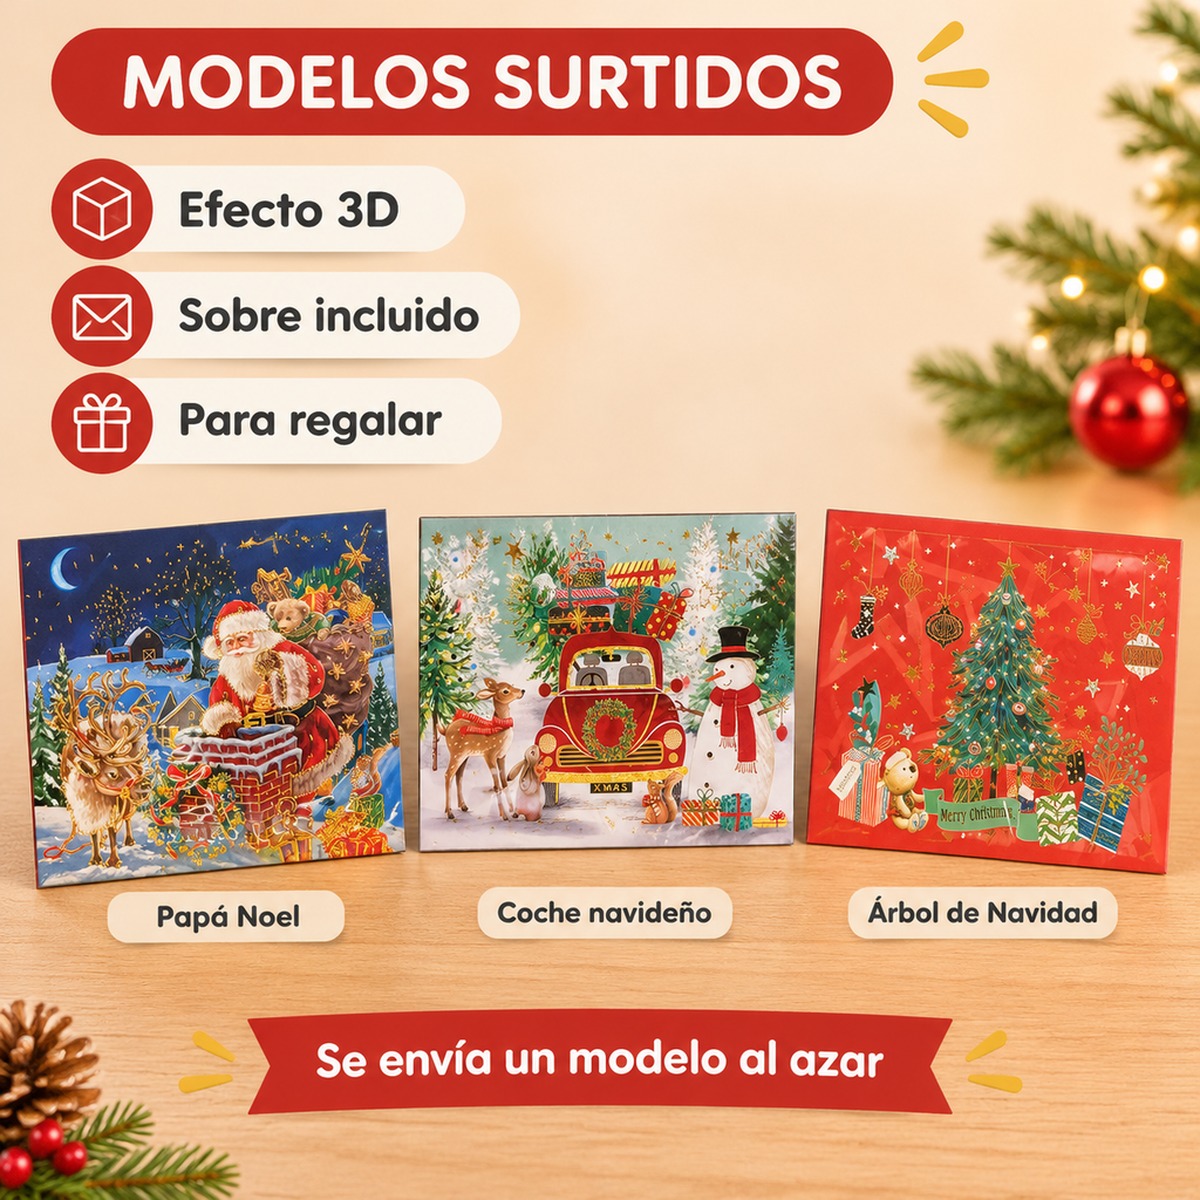 MODELOS SURTIDOS
Efecto 3D
Sobre incluido
Para regalar
XMAS
Merry Christmas
Papá Noel
Coche navideño
Árbol de Navidad
Se envía un modelo al azar